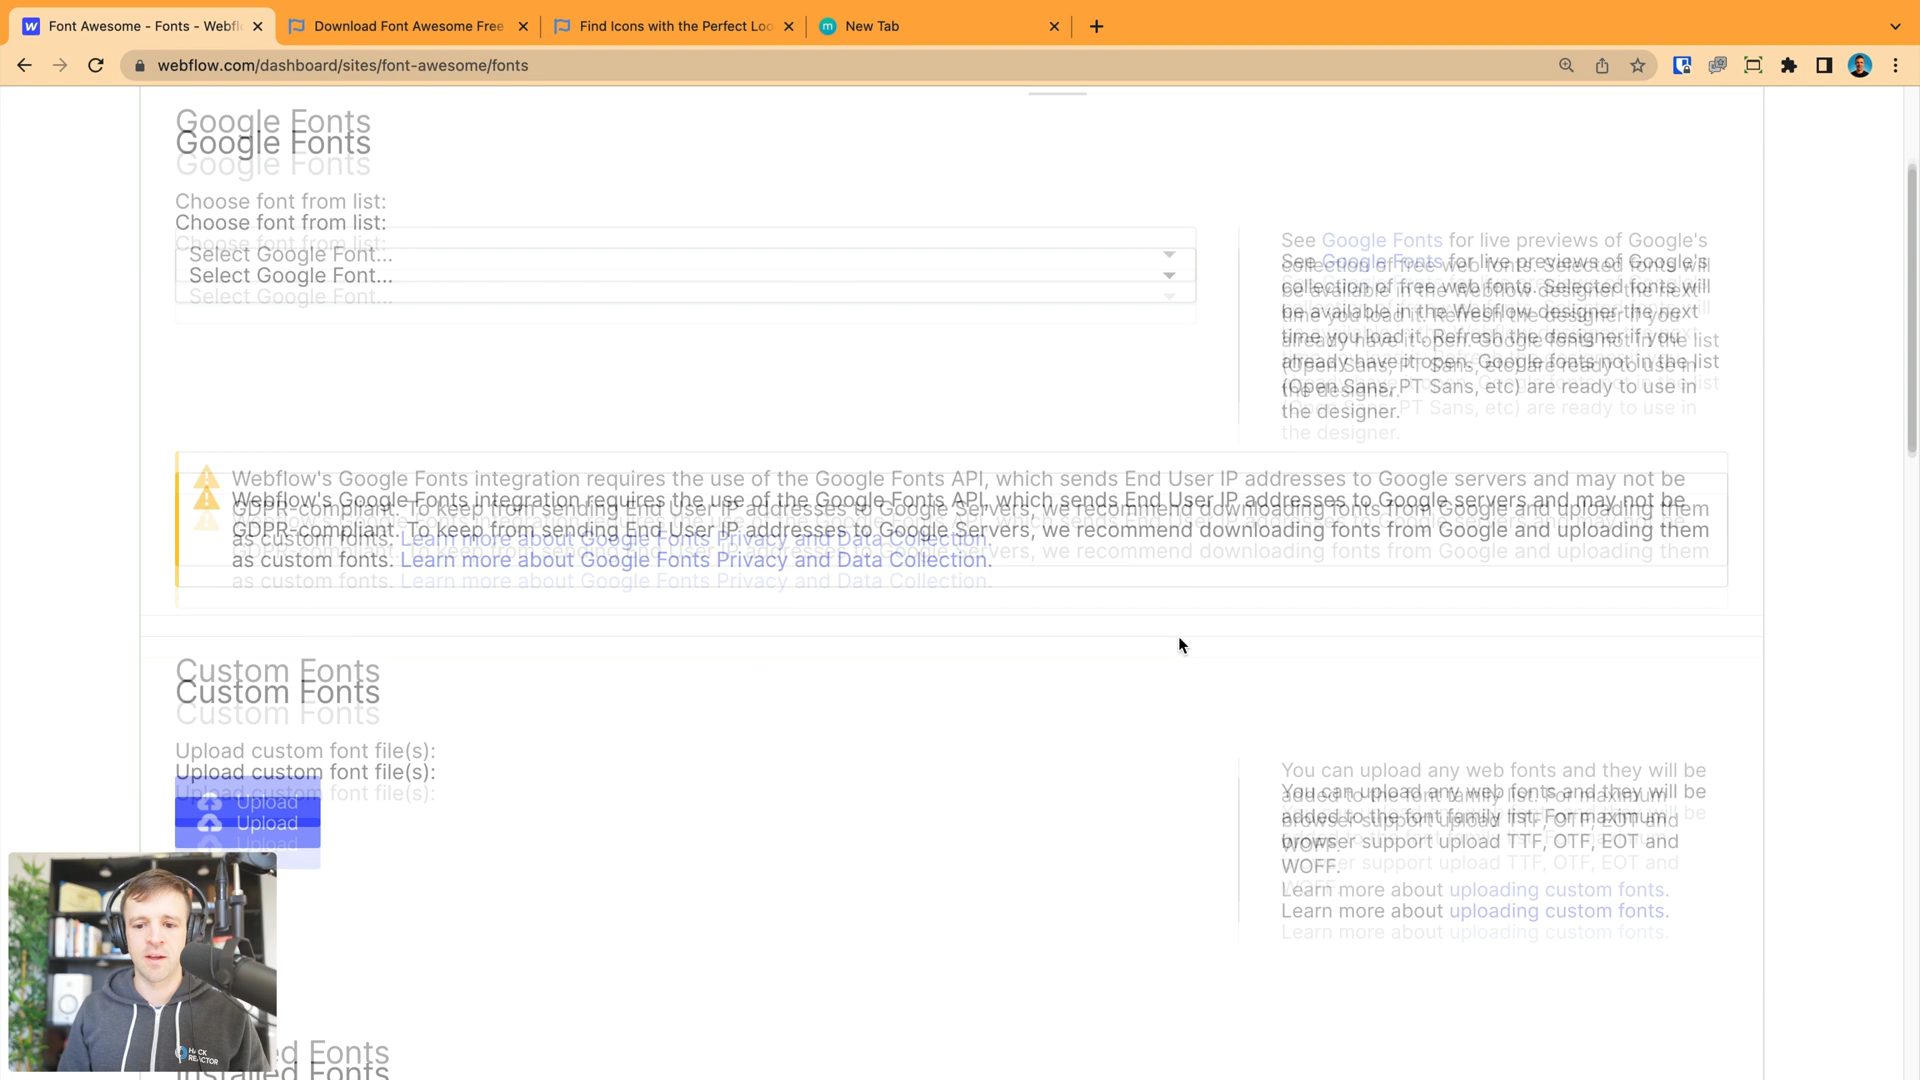 Font Awesome - Fonts - Webfl
Download Font Awesome Free
Find Icons with the Perfect Loo
New Tab
webflow.com/dashboard/sites/font-awesome/fonts
Google Fonts
Choose font from list:
Select Google Font...
See Google Fonts for live previews of Google's
collection of free web fonts. Selected fonts will
be available in the Webflow designer the next
time you load it. Refresh the designer if you
already have it open. Google fonts not in the list
(Open Sans, PT Sans, etc) are ready to use in
the designer.
Webflow's Google Fonts integration requires the use of the Google Fonts API, which sends End User IP addresses to Google servers and may not be
GDPR-compliant. To keep from sending End User IP addresses to Google Servers, we recommend downloading fonts from Google and uploading them
as custom fonts. Learn more about Google Fonts Privacy and Data Collection.
Custom Fonts
Upload custom font file(s):
Upload
You can upload any web fonts and they will be
added to the font family list. For maximum
browser support upload TTF, OTF, EOT and
WOFF.
Learn more about uploading custom fonts.
Installed Fonts
HACK
REACTOR